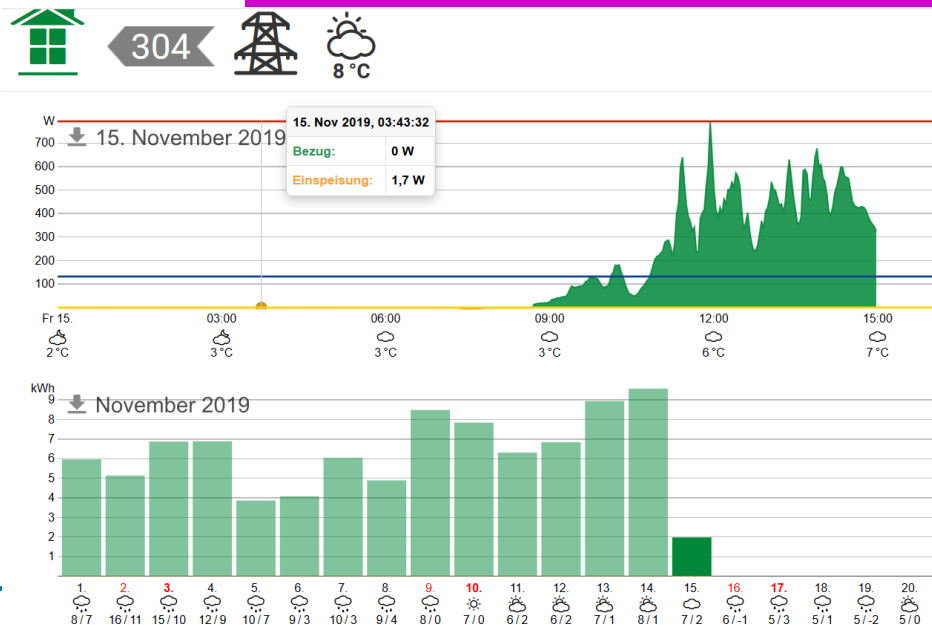 304
8 °C
W
15. November 2019
15. Nov 2019, 03:43:32
Bezug: 0 W
Einspeisung: 1,7 W
700
600
500
400
300
200
100
Fr 15. 03:00 06:00 09:00 12:00 15:00
2 °C 3 °C 3 °C 3 °C 6 °C 7 °C
kWh
November 2019
9
8
7
6
5
4
3
2
1
1. 2. 3. 4. 5. 6. 7. 8. 9. 10. 11. 12. 13. 14. 15. 16. 17. 18. 19. 20.
8 / 7 16 / 11 15 / 10 12 / 9 10 / 7 9 / 3 10 / 3 9 / 4 8 / 0 7 / 0 6 / 2 6 / 2 7 / 1 8 / 1 7 / 2 6 / -1 5 / 3 5 / 1 5 / -2 5 / 0